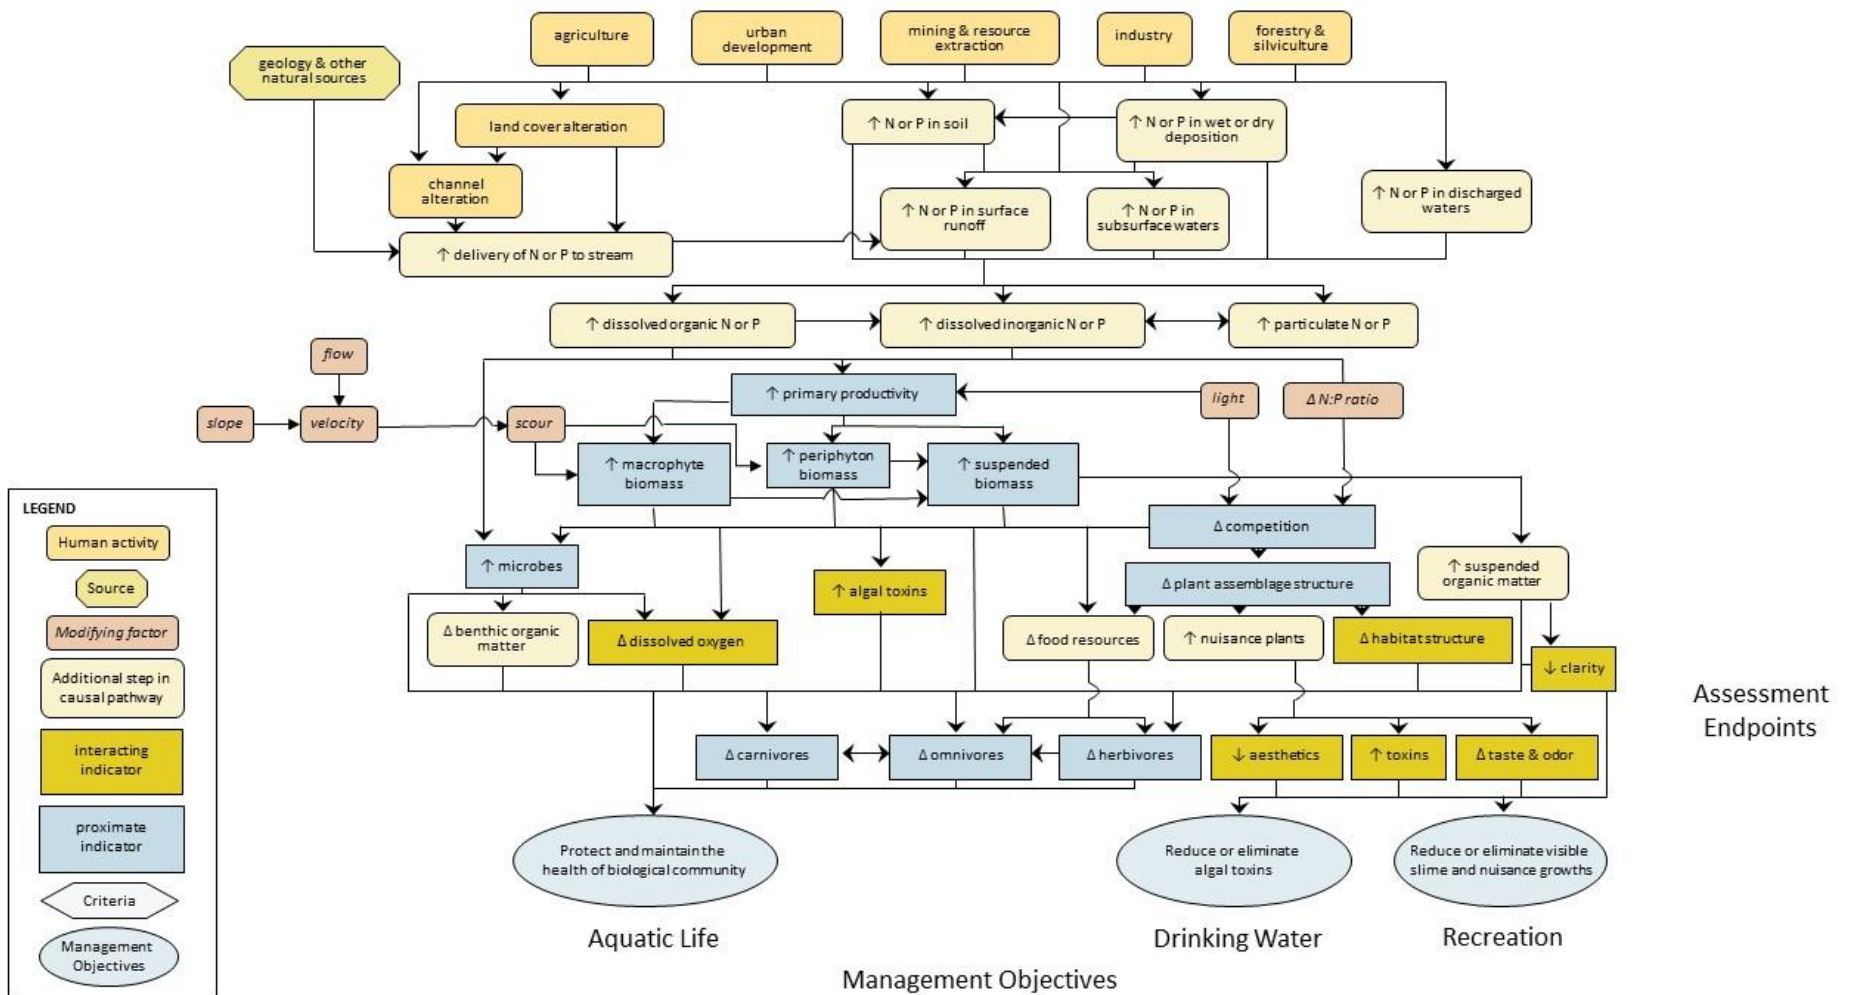 agriculture
urban
development
mining & resource
extraction
industry
forestry &
silviculture
geology & other
natural sources
land cover alteration
↑ N or P in soil
↑ N or P in wet or dry
deposition
channel
alteration
↑ N or P in surface
runoff
↑ N or P in
subsurface waters
↑ N or P in discharged
waters
↑ delivery of N or P to stream
↑ dissolved organic N or P
↑ dissolved inorganic N or P
↑ particulate N or P
flow
↑ primary productivity
light
Δ N:P ratio
slope
velocity
scour
↑ macrophyte
biomass
↑ periphyton
biomass
↑ suspended
biomass
Δ competition
↑ microbes
↑ algal toxins
Δ plant assemblage structure
↑ suspended
organic matter
Δ benthic organic
matter
Δ dissolved oxygen
Δ food resources
↑ nuisance plants
Δ habitat structure
↓ clarity
Δ carnivores
Δ omnivores
Δ herbivores
↓ aesthetics
↑ toxins
Δ taste & odor
Assessment
Endpoints
Protect and maintain the
health of biological community
Reduce or eliminate
algal toxins
Reduce or eliminate visible
slime and nuisance growths
Aquatic Life
Drinking Water
Recreation
Management Objectives
LEGEND
Human activity
Source
Modifying factor
Additional step in
causal pathway
interacting
indicator
proximate
indicator
Criteria
Management
Objectives